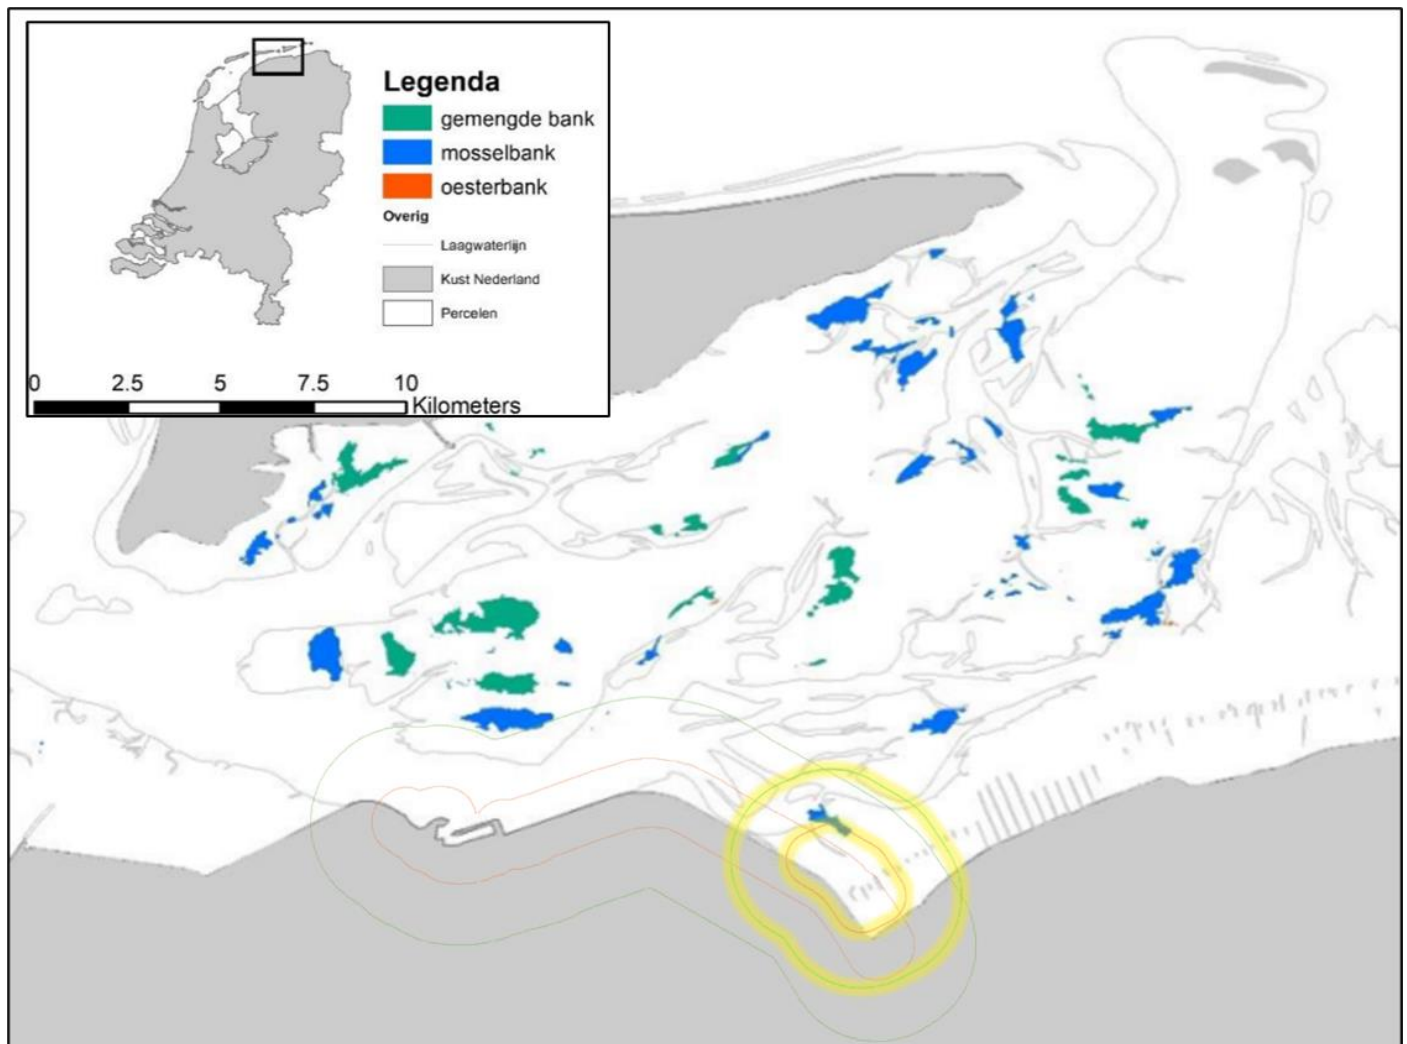 Legenda
gemengde bank
mosselbank
oesterbank
Overig
Laagwaterlijn
Kust Nederland
Percelen
0 2.5 5 7.5 10
Kilometers